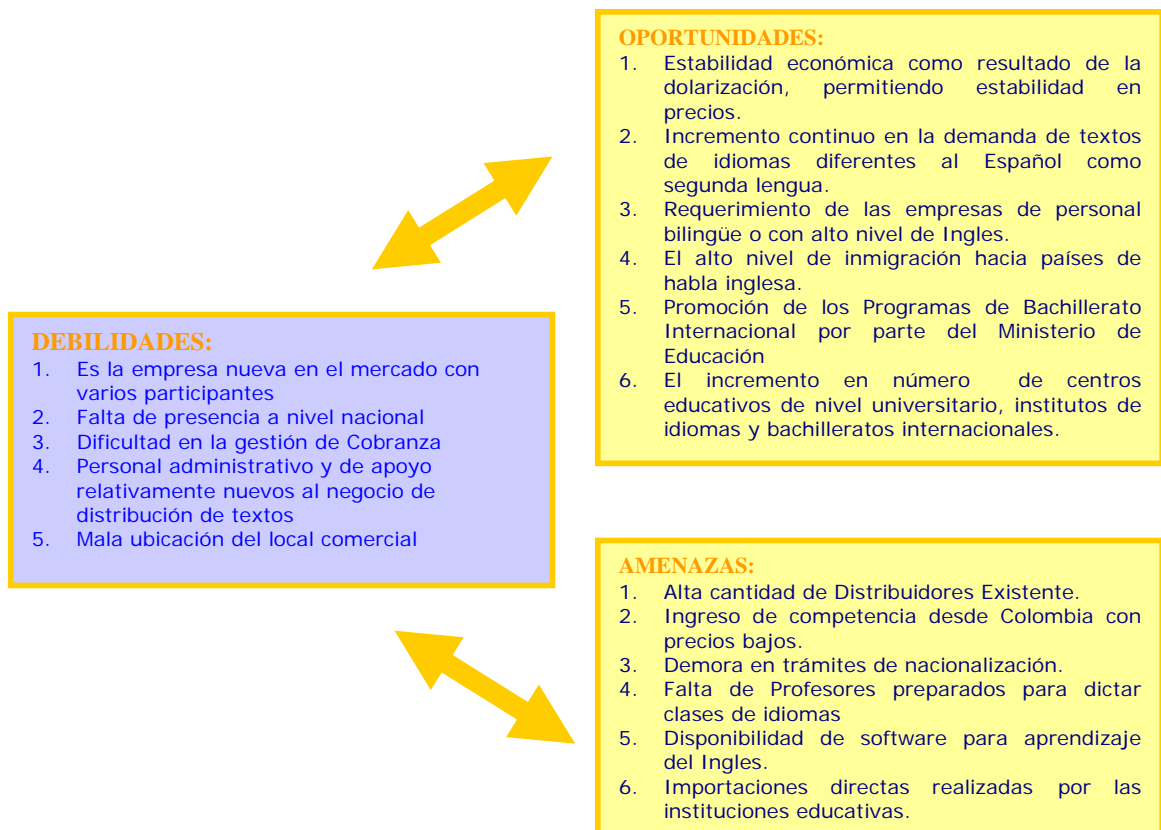 OPORTUNIDADES:
1. Estabilidad económica como resultado de la
dolarización, permitiendo estabilidad en
precios.
2. Incremento continuo en la demanda de textos
de idiomas diferentes al Español como
segunda lengua.
3. Requerimiento de las empresas de personal
bilingüe o con alto nivel de Ingles.
4. El alto nivel de inmigración hacia países de
habla inglesa.
5. Promoción de los Programas de Bachillerato
Internacional por parte del Ministerio de
Educación
6. El incremento en número de centros
educativos de nivel universitario, institutos de
idiomas y bachilleratos internacionales.
DEBILIDADES:
1. Es la empresa nueva en el mercado con
varios participantes
2. Falta de presencia a nivel nacional
3. Dificultad en la gestión de Cobranza
4. Personal administrativo y de apoyo
relativamente nuevos al negocio de
distribución de textos
5. Mala ubicación del local comercial
AMENAZAS:
1. Alta cantidad de Distribuidores Existente.
2. Ingreso de competencia desde Colombia con
precios bajos.
3. Demora en trámites de nacionalización.
4. Falta de Profesores preparados para dictar
clases de idiomas
5. Disponibilidad de software para aprendizaje
del Ingles.
6. Importaciones directas realizadas por las
instituciones educativas.